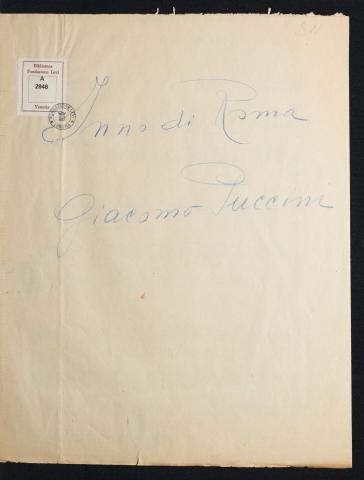 Biblioteca
Fondazione Levi
A
2848
Venezia
Inno di Roma
Giacomo Puccini